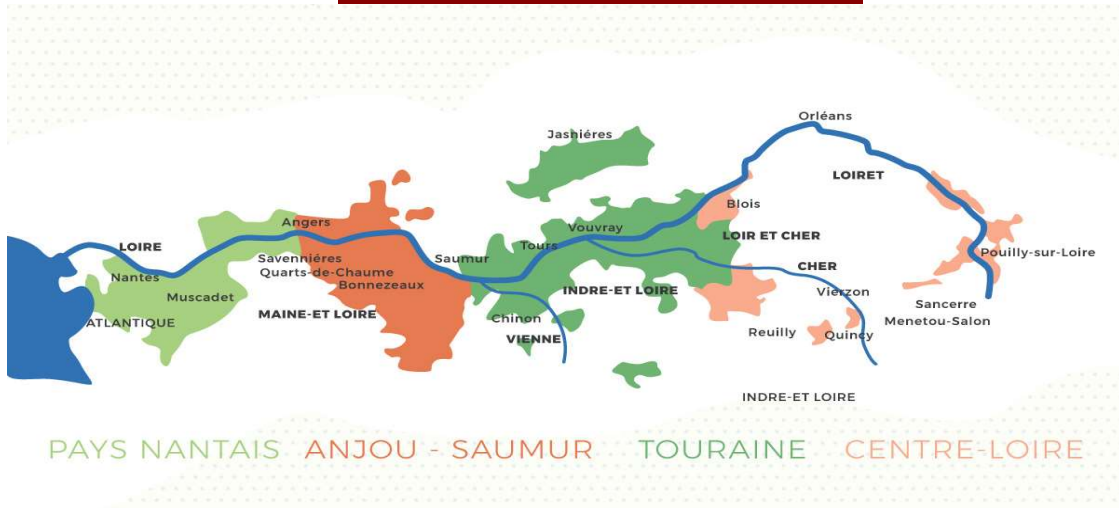 Orléans
Jashiéres
LOIRET
Blois
Angers
Vouvray
LOIR ET CHER
LOIRE
Tours
Savenniéres
Saumur
Pouilly-sur-Loire
Nantes
Quarts-de-Chaume
CHER
Bonnezeaux
INDRE-ET LOIRE
Vierzon
Muscadet
Sancerre
MAINE-ET LOIRE
Chinon
ATLANTIQUE
Menetou-Salon
VIENNE
Reuilly
Quincy
INDRE-ET LOIRE
PAYS NANTAIS ANJOU - SAUMUR TOURAINE CENTRE-LOIRE